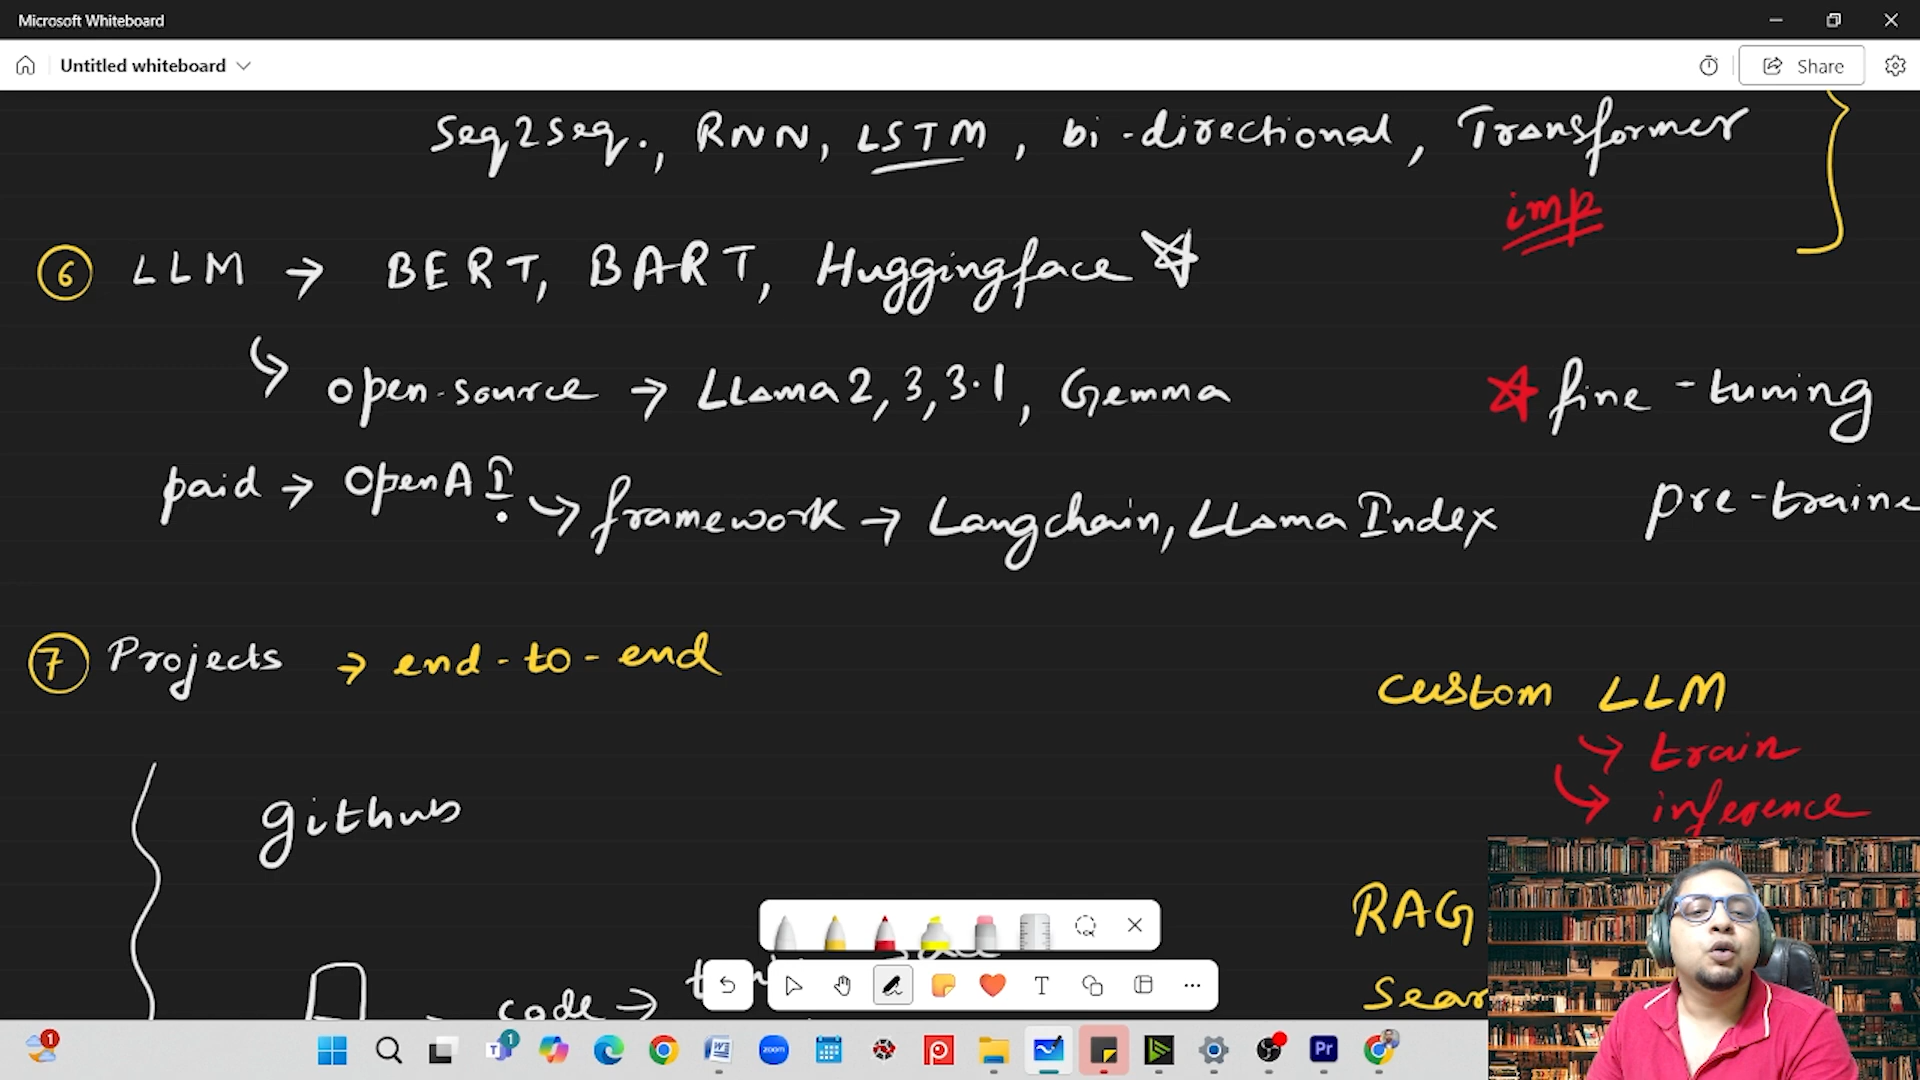 Microsoft Whiteboard
Untitled whiteboard
Share
Seq2Seq., RNN, LSTM, bi-directional, Transformer
imp
6 LLM → BERT, BART, Huggingface
open-source → LLama 2, 3, 3.1, Gemma
fine-tuning
paid → OpenAI
framework → Langchain, LLama Index
pre-traine
7 Projects → end-to-end
Custom LLM
→ train
→ inference
github
RAG
code →
sear